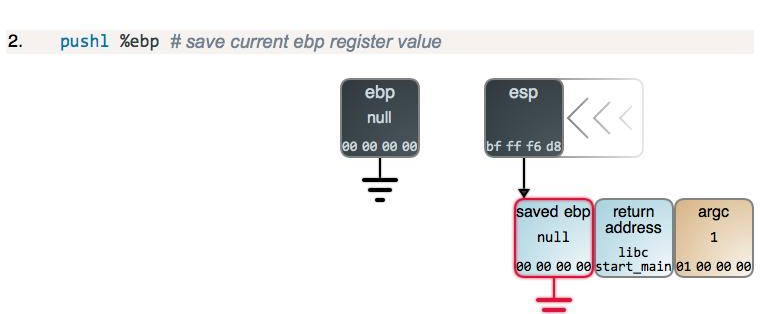 2. pushl %ebp # save current ebp register value
ebp
null
00 00 00 00
esp
bf ff f6 d8
saved ebp
null
00 00 00 00
return
address
libc
start_main
argc
1
01 00 00 00